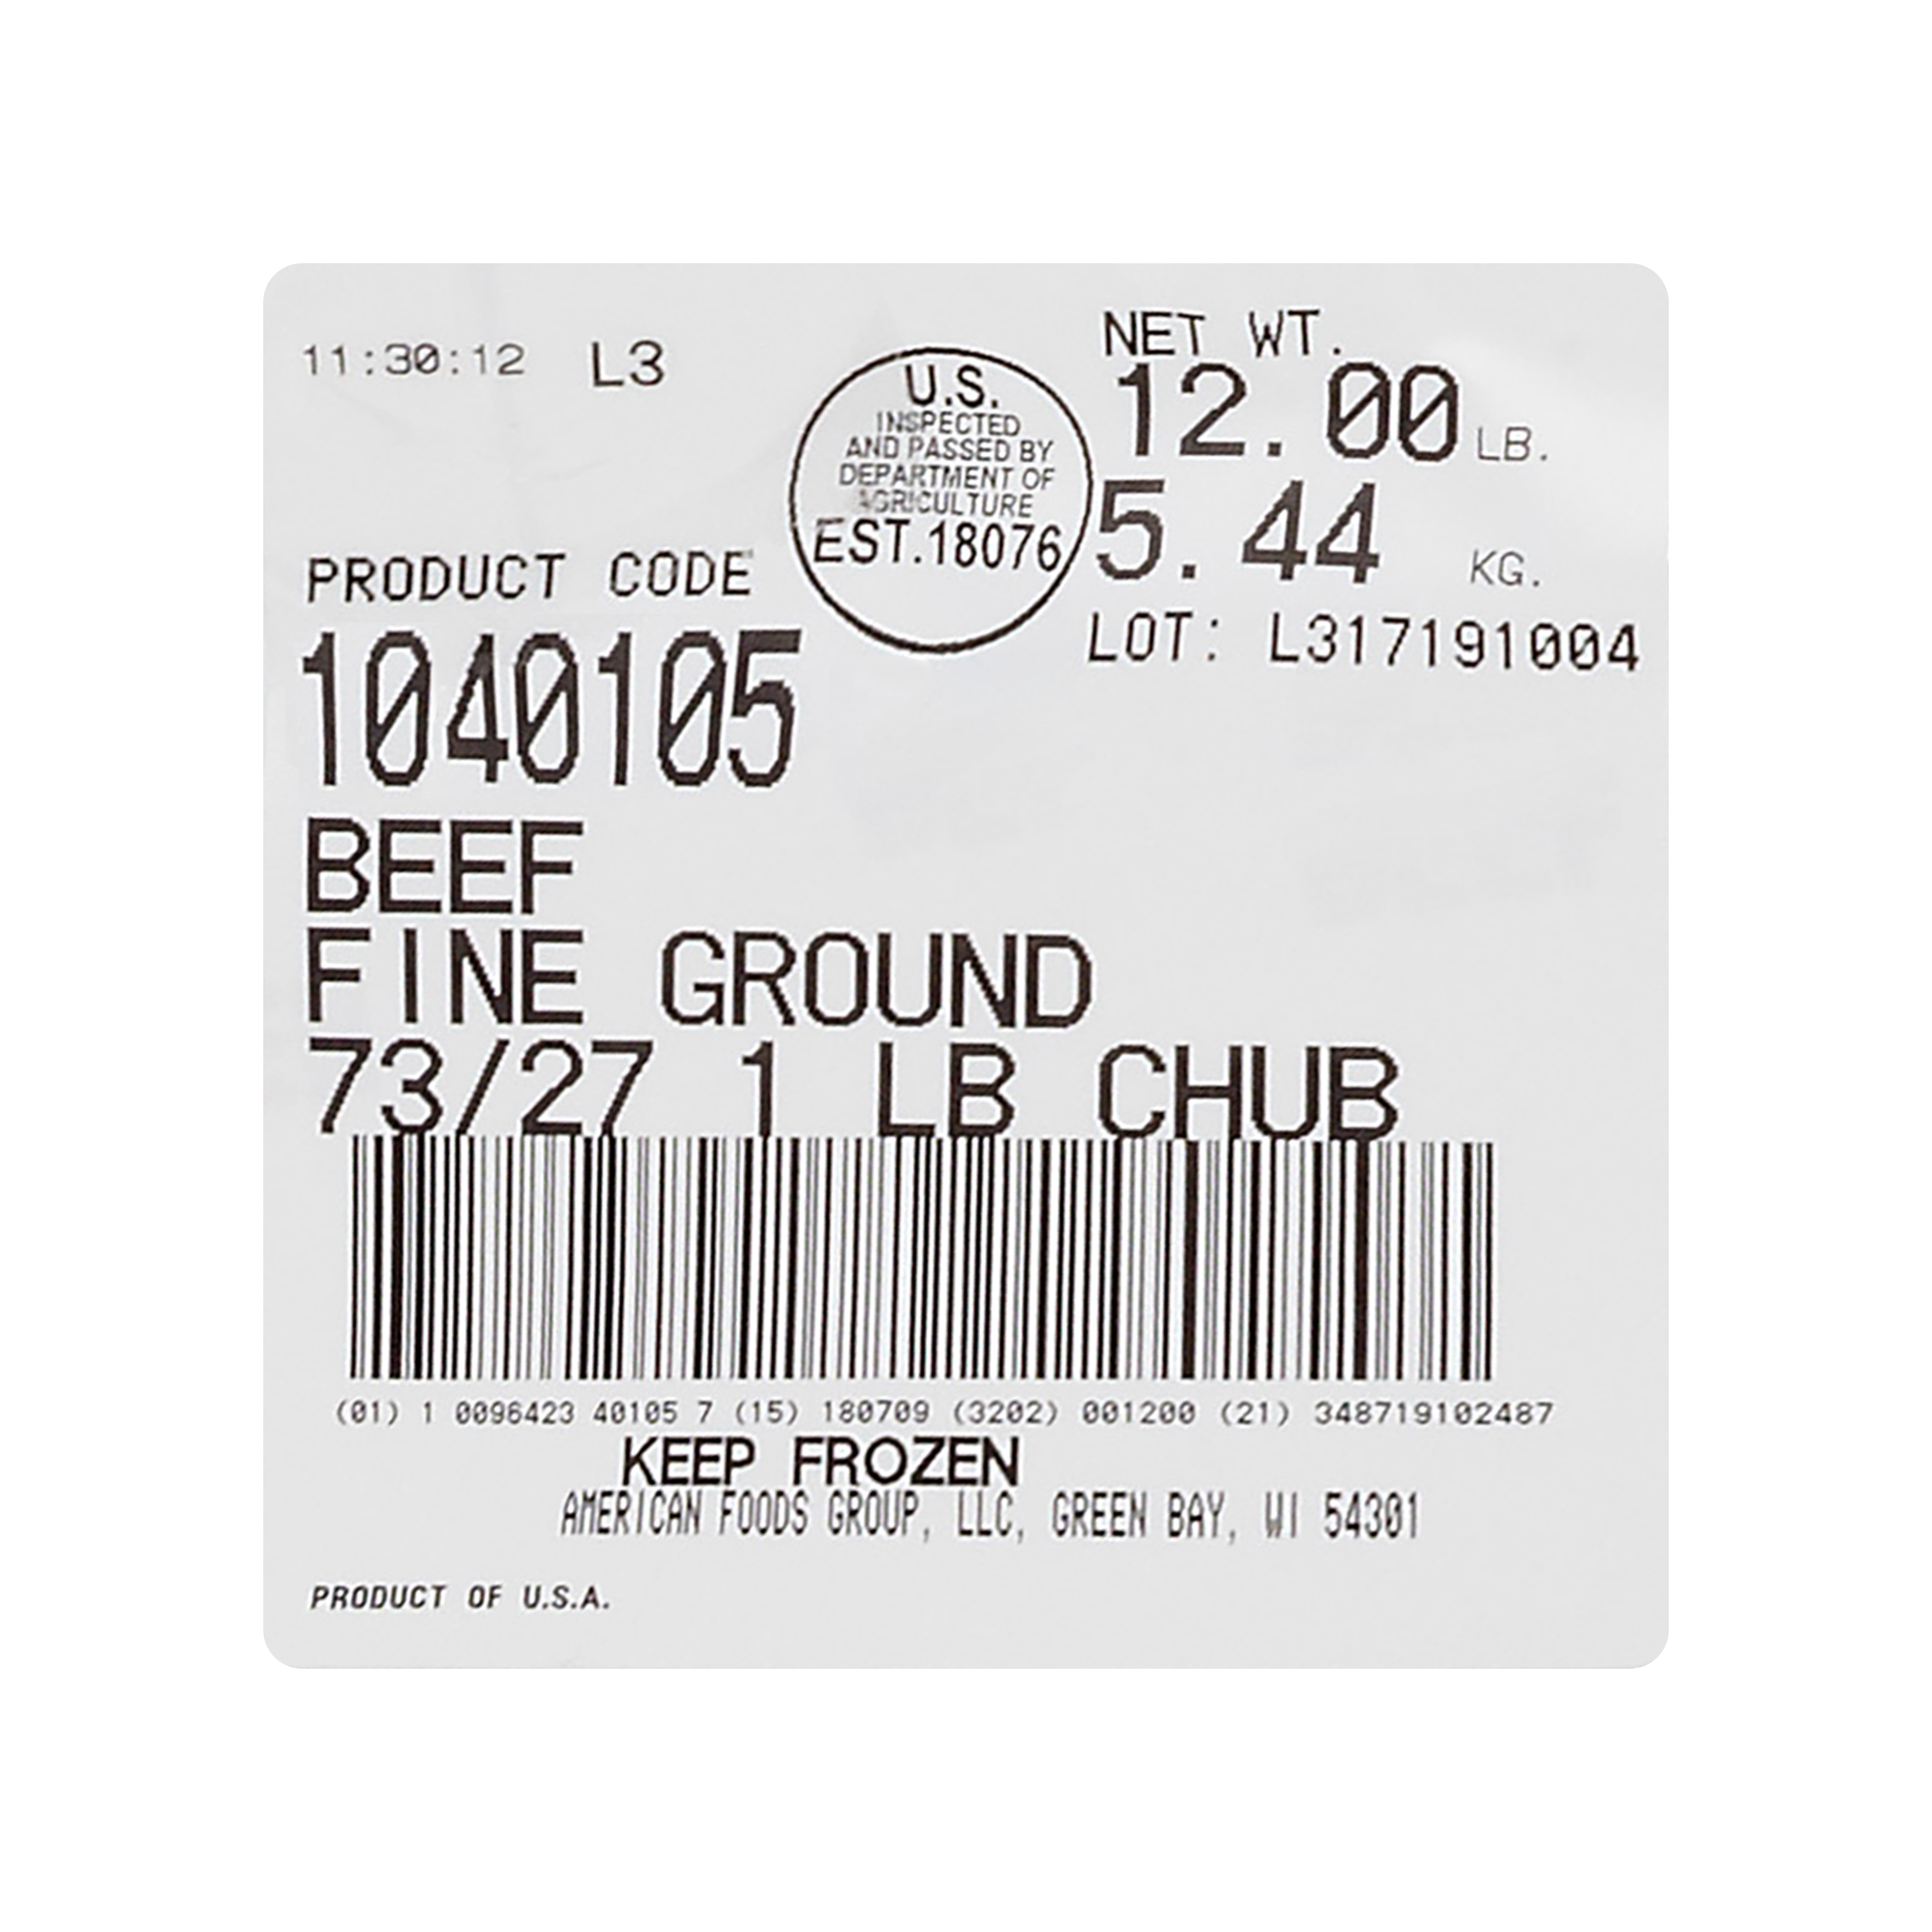 11:30:12 L3
NET WT.
12.00 LB.
5.44 KG.
U.S.
INSPECTED
AND PASSED BY
DEPARTMENT OF
AGRICULTURE
EST.18076
LOT: L317191004
PRODUCT CODE
1040105
BEEF
FINE GROUND
73/27 1 LB CHUB
(01) 1 0096423 40105 7 (15) 180709 (3202) 001200 (21) 348719102487
KEEP FROZEN
AMERICAN FOODS GROUP, LLC, GREEN BAY, WI 54301
PRODUCT OF U.S.A.